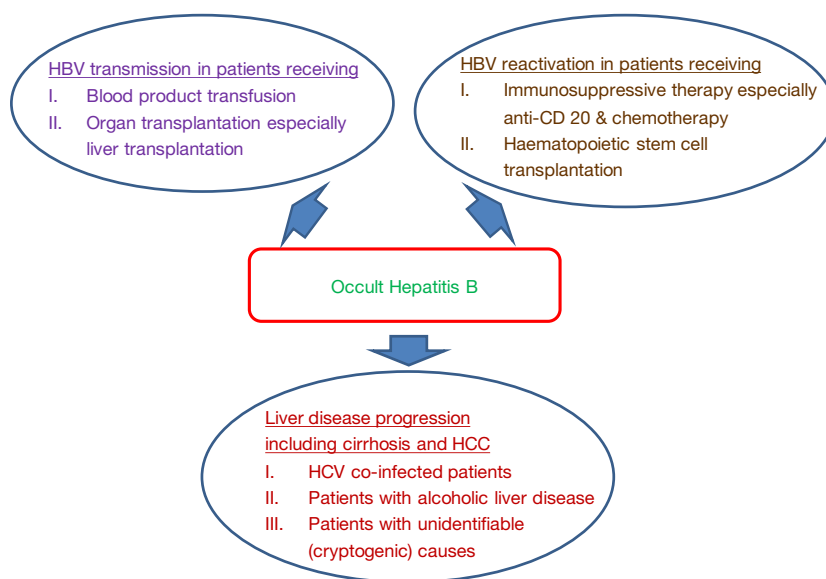 HBV transmission in patients receiving
I. Blood product transfusion
II. Organ transplantation especially
liver transplantation
HBV reactivation in patients receiving
I. Immunosuppressive therapy especially
anti-CD 20 & chemotherapy
II. Haematopoietic stem cell
transplantation
Occult Hepatitis B
Liver disease progression
including cirrhosis and HCC
I. HCV co-infected patients
II. Patients with alcoholic liver disease
III. Patients with unidentifiable
(cryptogenic) causes